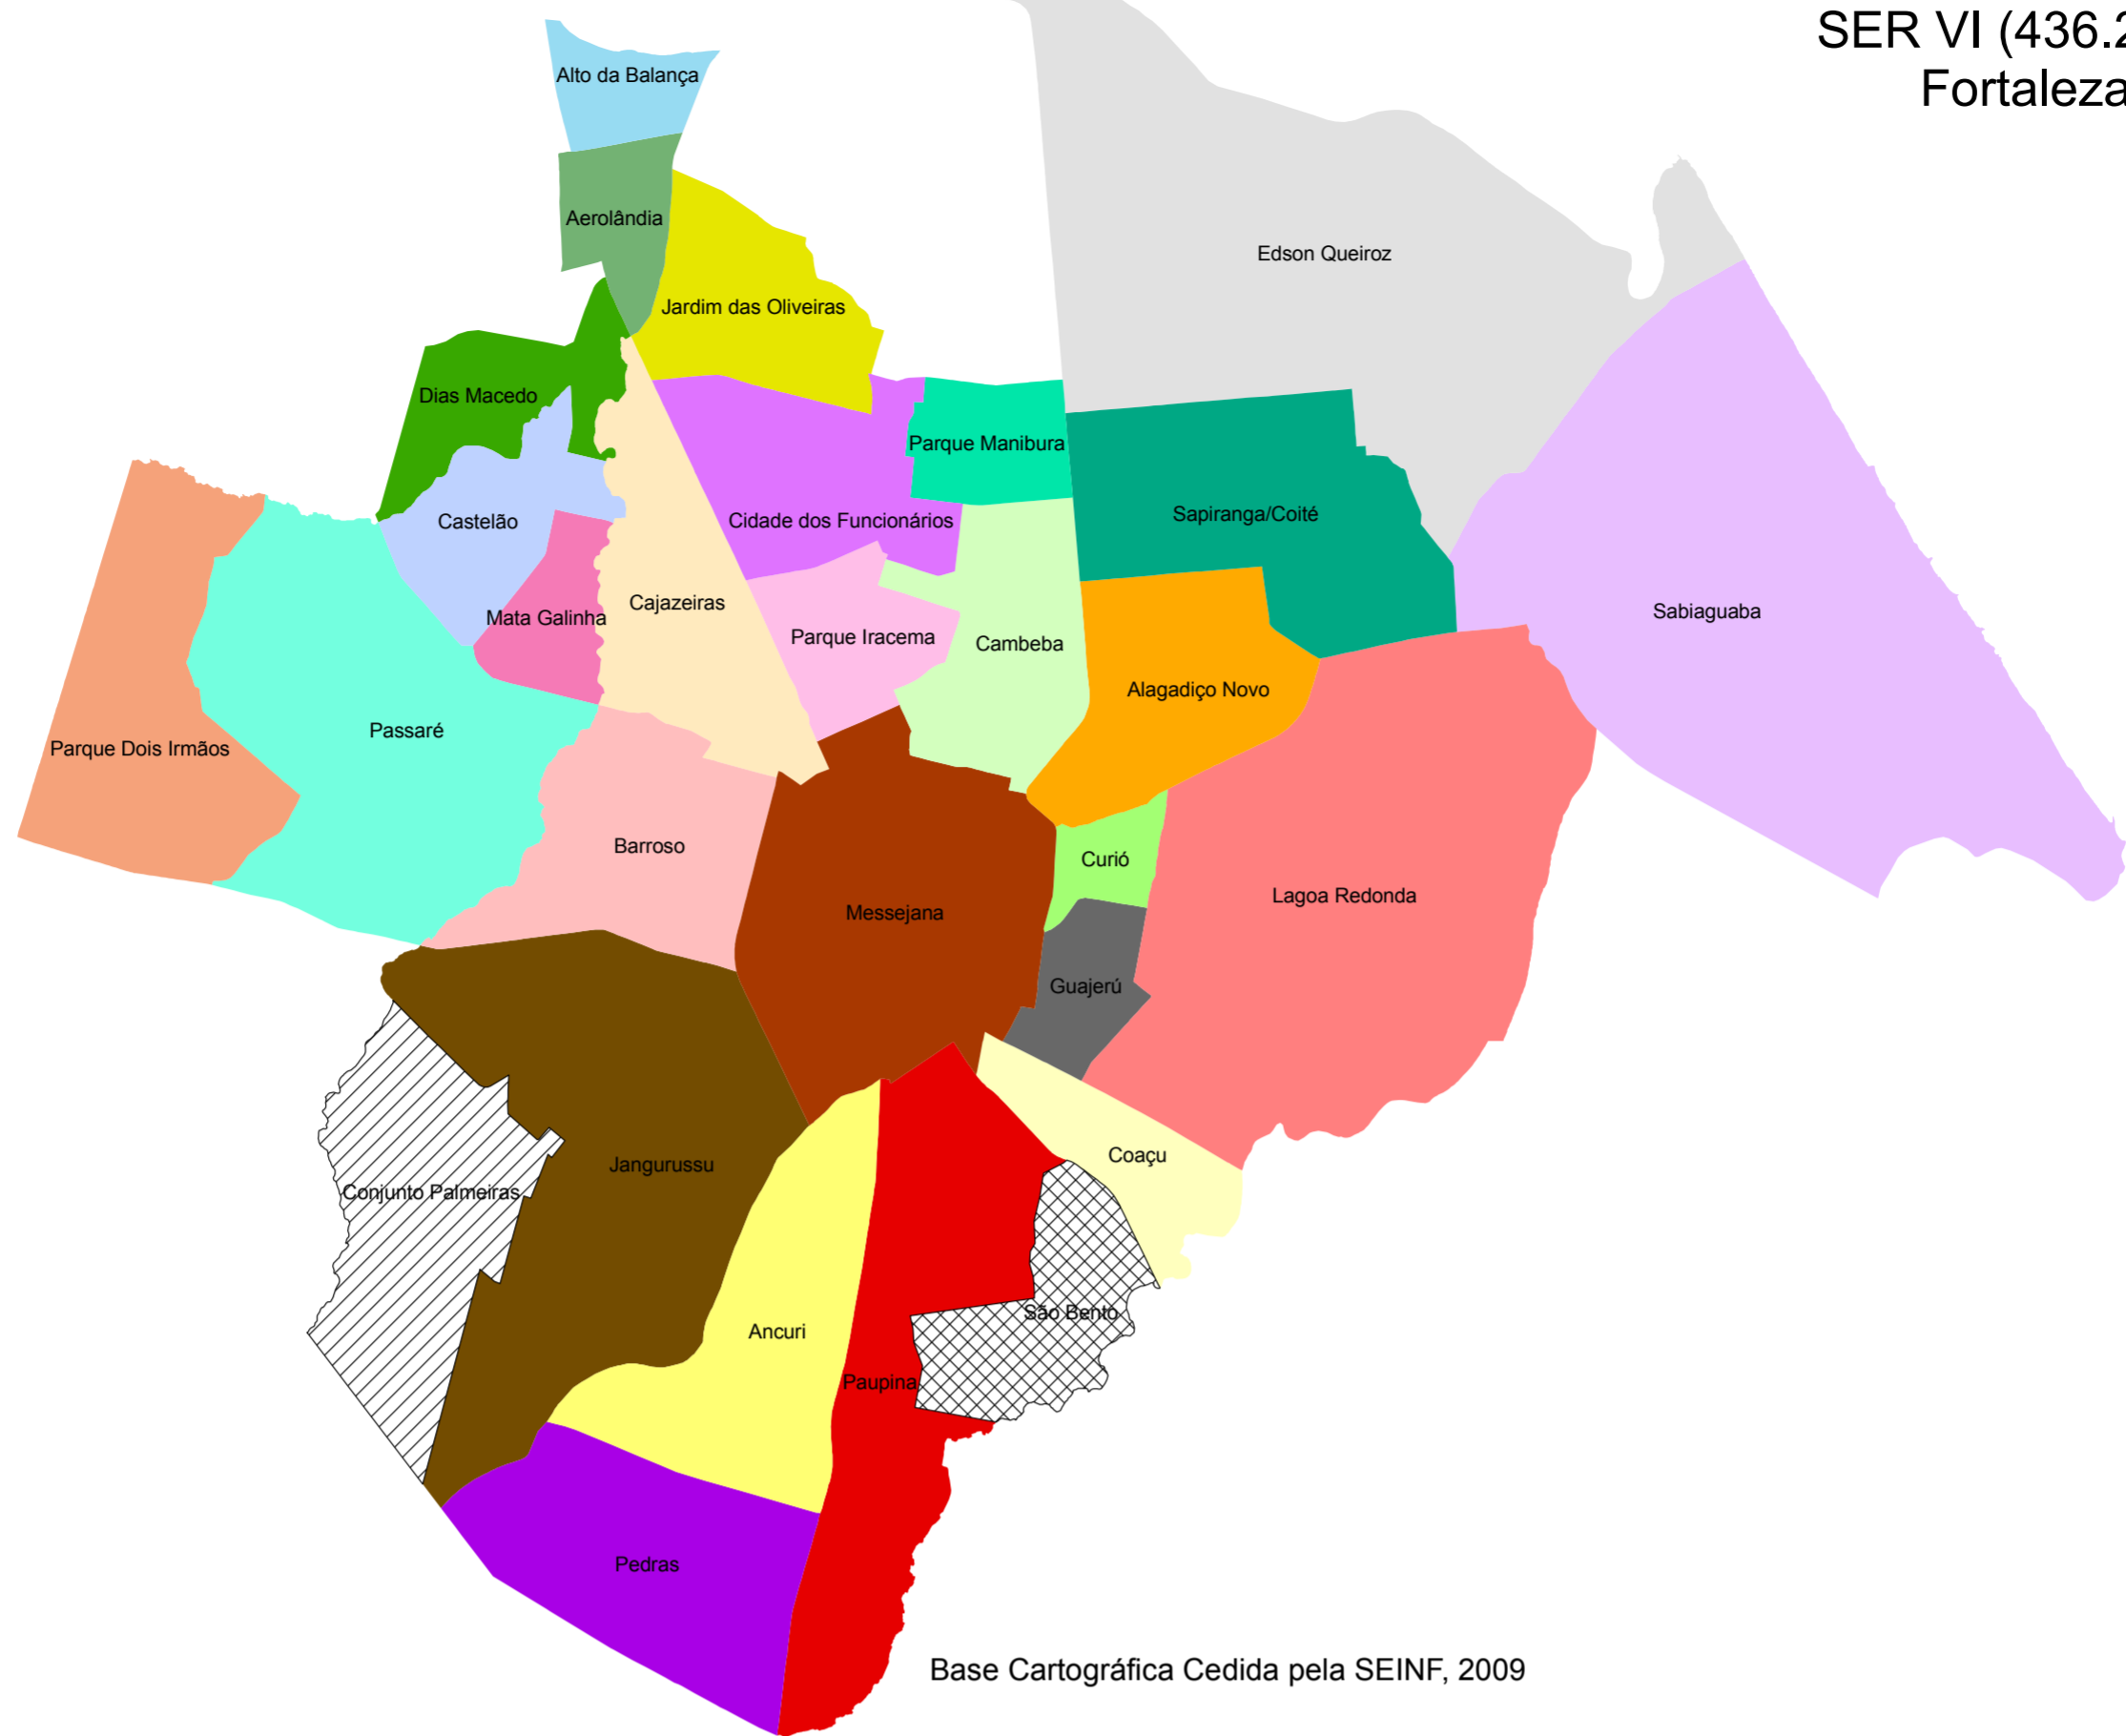 SER VI (436.2
Fortaleza
Alto da Balança
Aerolândia
Edson Queiroz
Jardim das Oliveiras
Dias Macedo
Parque Manibura
Castelão
Cidade dos Funcionários
Sapiranga/Coité
Cajazeiras
Sabiaguaba
Mata Galinha
Parque Iracema
Cambeba
Alagadiço Novo
Passaré
Parque Dois Irmãos
Barroso
Curió
Lagoa Redonda
Messejana
Guajerú
Coaçu
Jangurussu
Conjunto Palmeiras
São Bento
Ancuri
Paupina
Pedras
Base Cartográfica Cedida pela SEINF, 2009